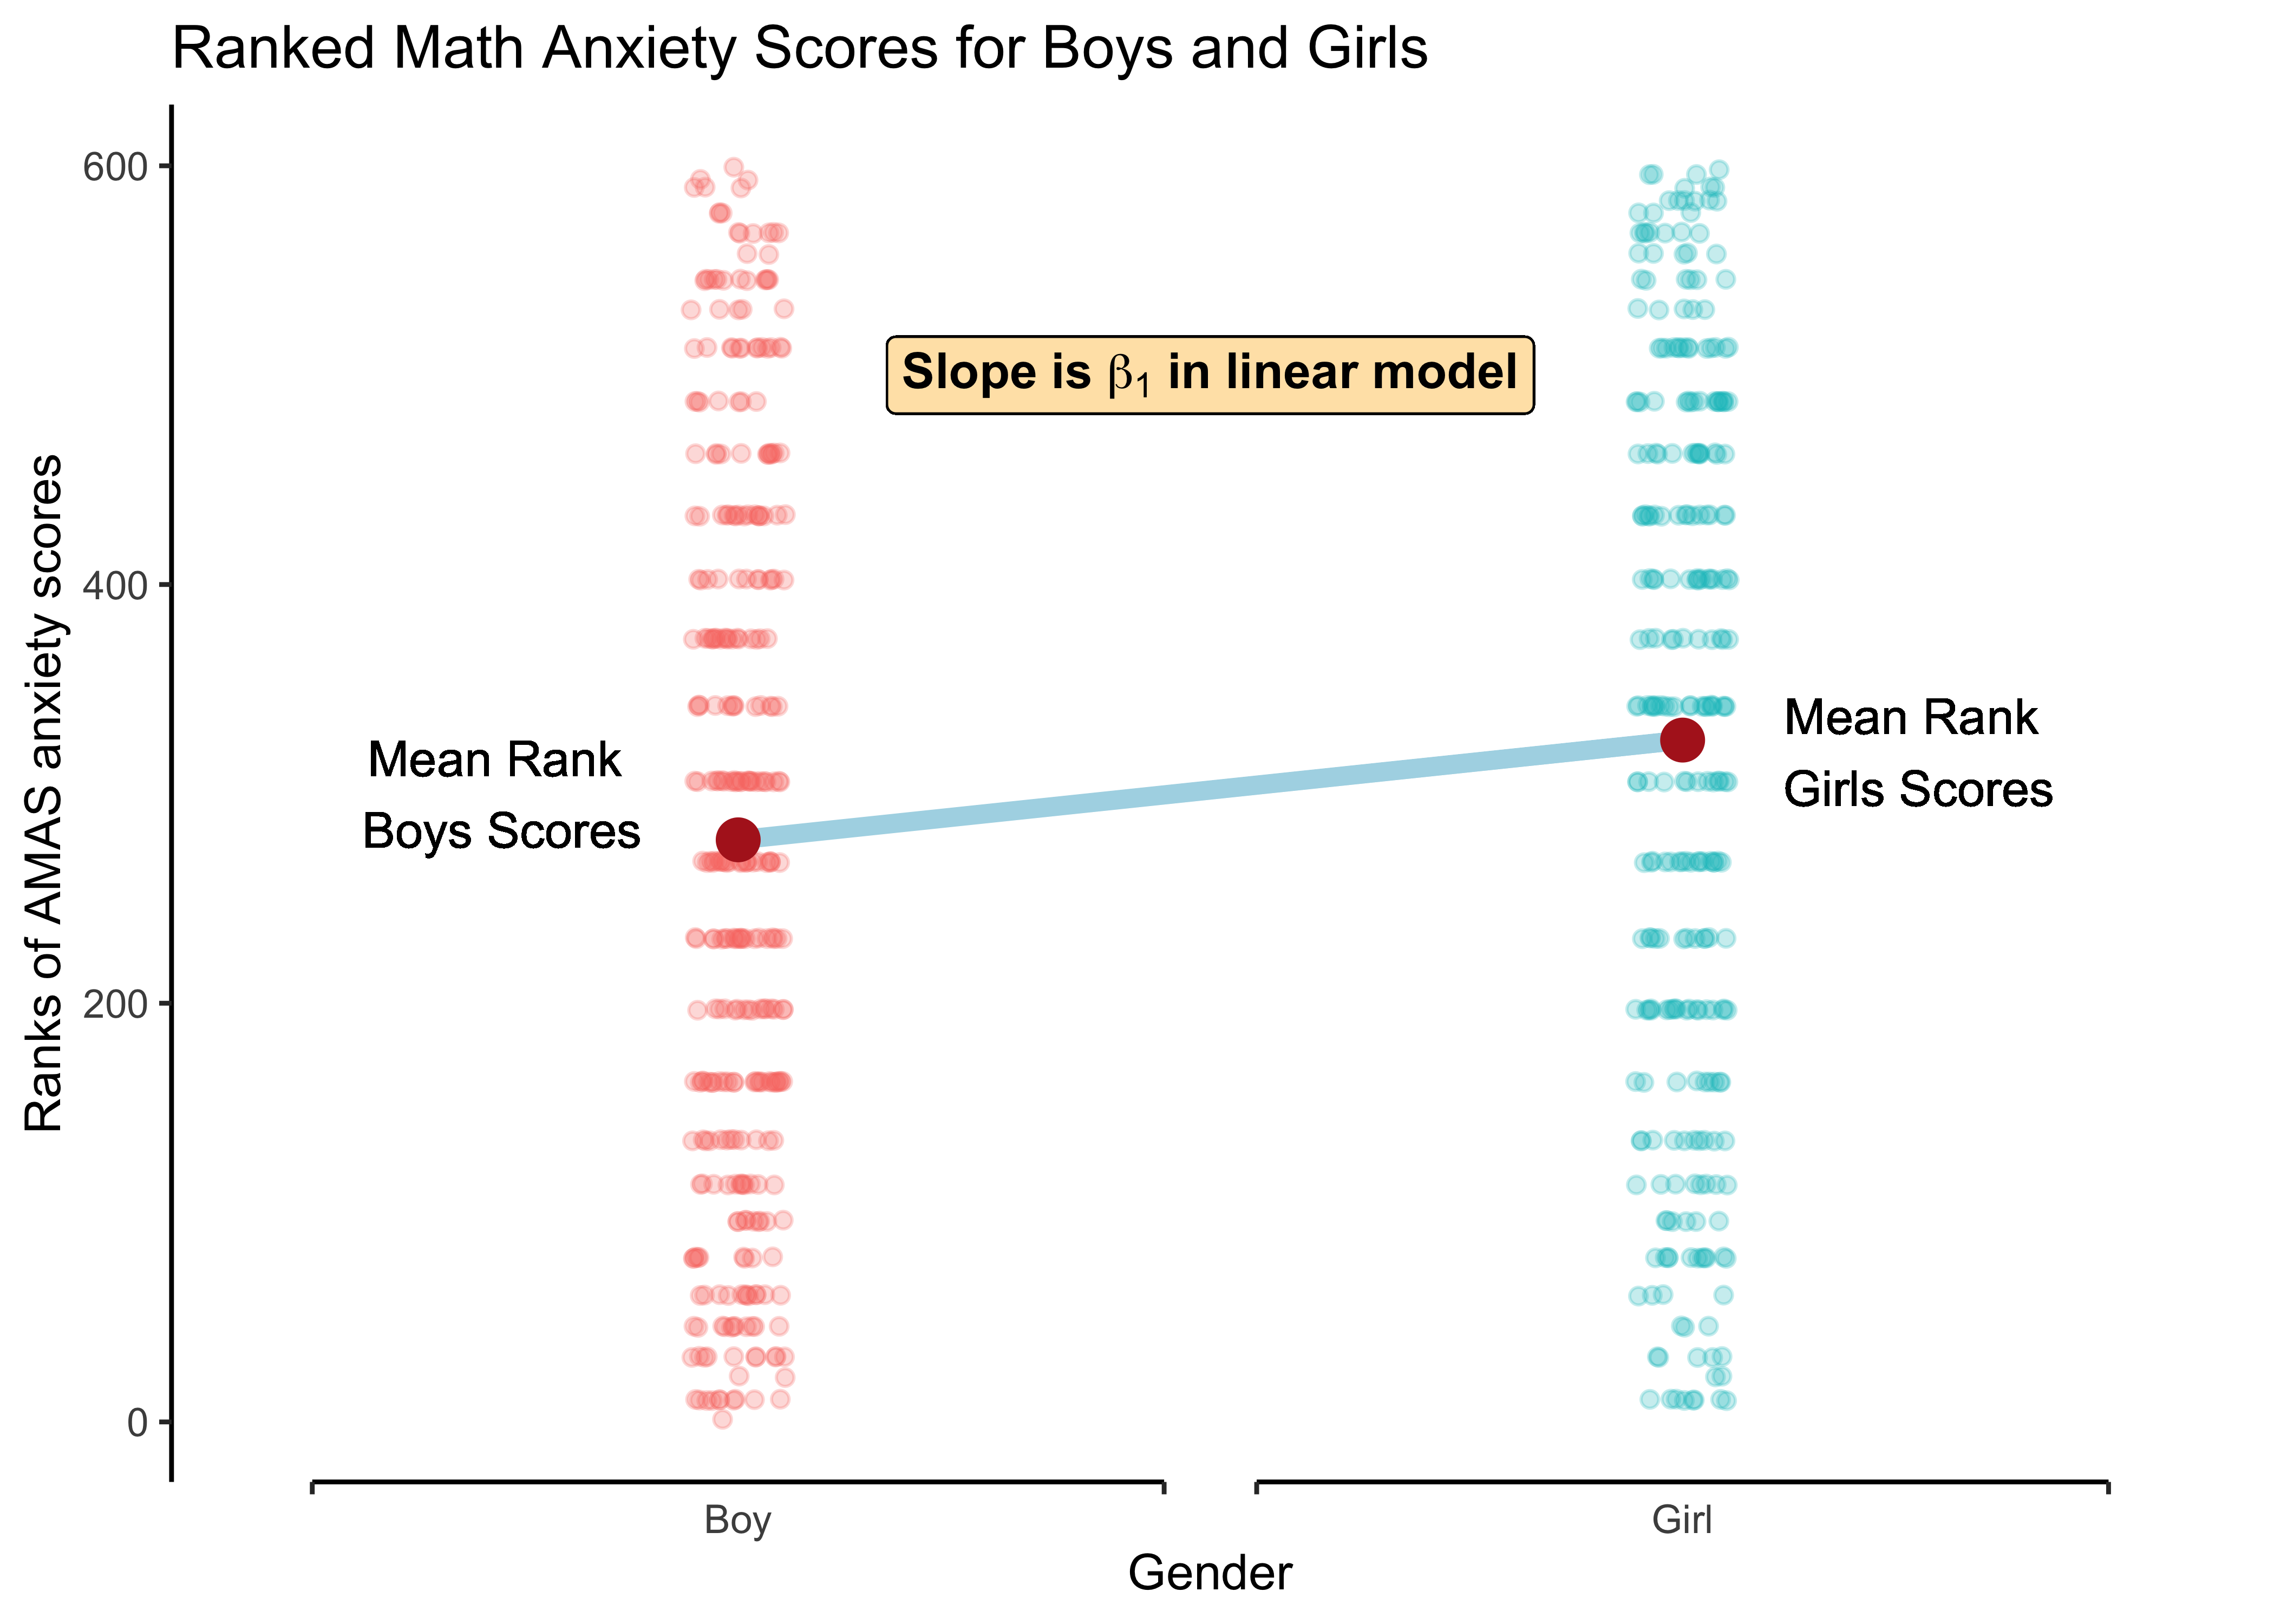 Ranked Math Anxiety Scores for Boys and Girls
Ranks of AMAS anxiety scores
600
400
200
0
Slope is β₁ in linear model
Mean Rank
Boys Scores
Mean Rank
Girls Scores
Boy
Girl
Gender